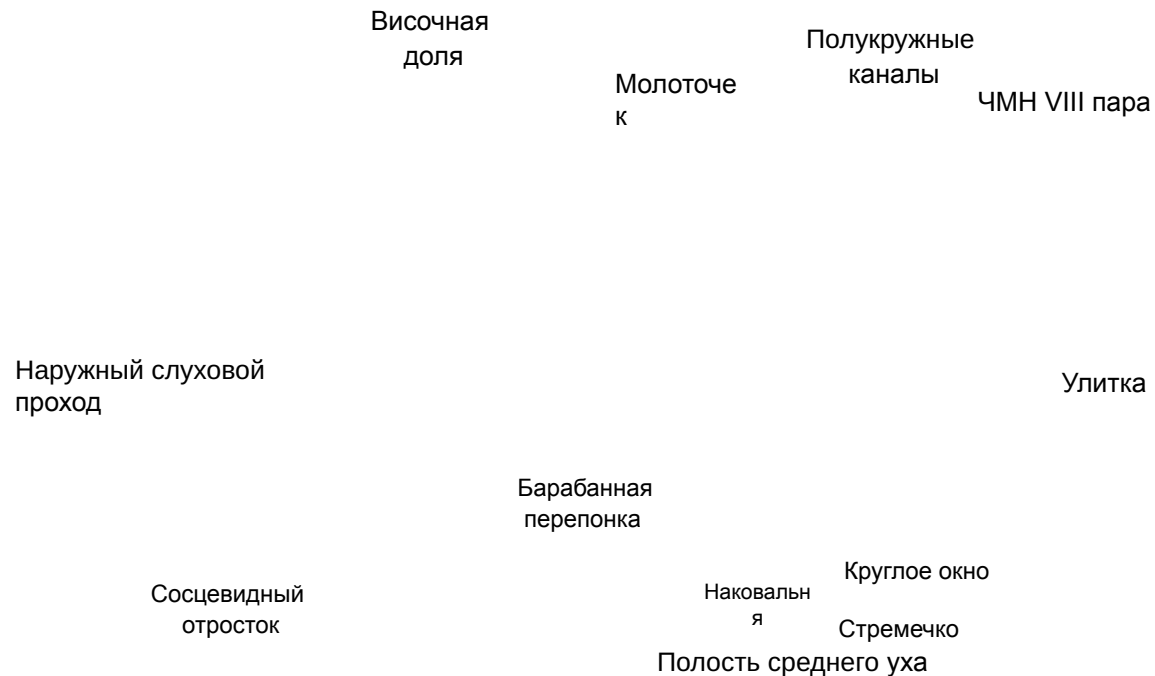 Височная
доля
Полукружные
каналы
Молоточе
к
ЧМН VIII пара
Наружный слуховой
проход
Улитка
Барабанная
перепонка
Круглое окно
Сосцевидный
отросток
Наковальн
я
Стремечко
Полость среднего уха